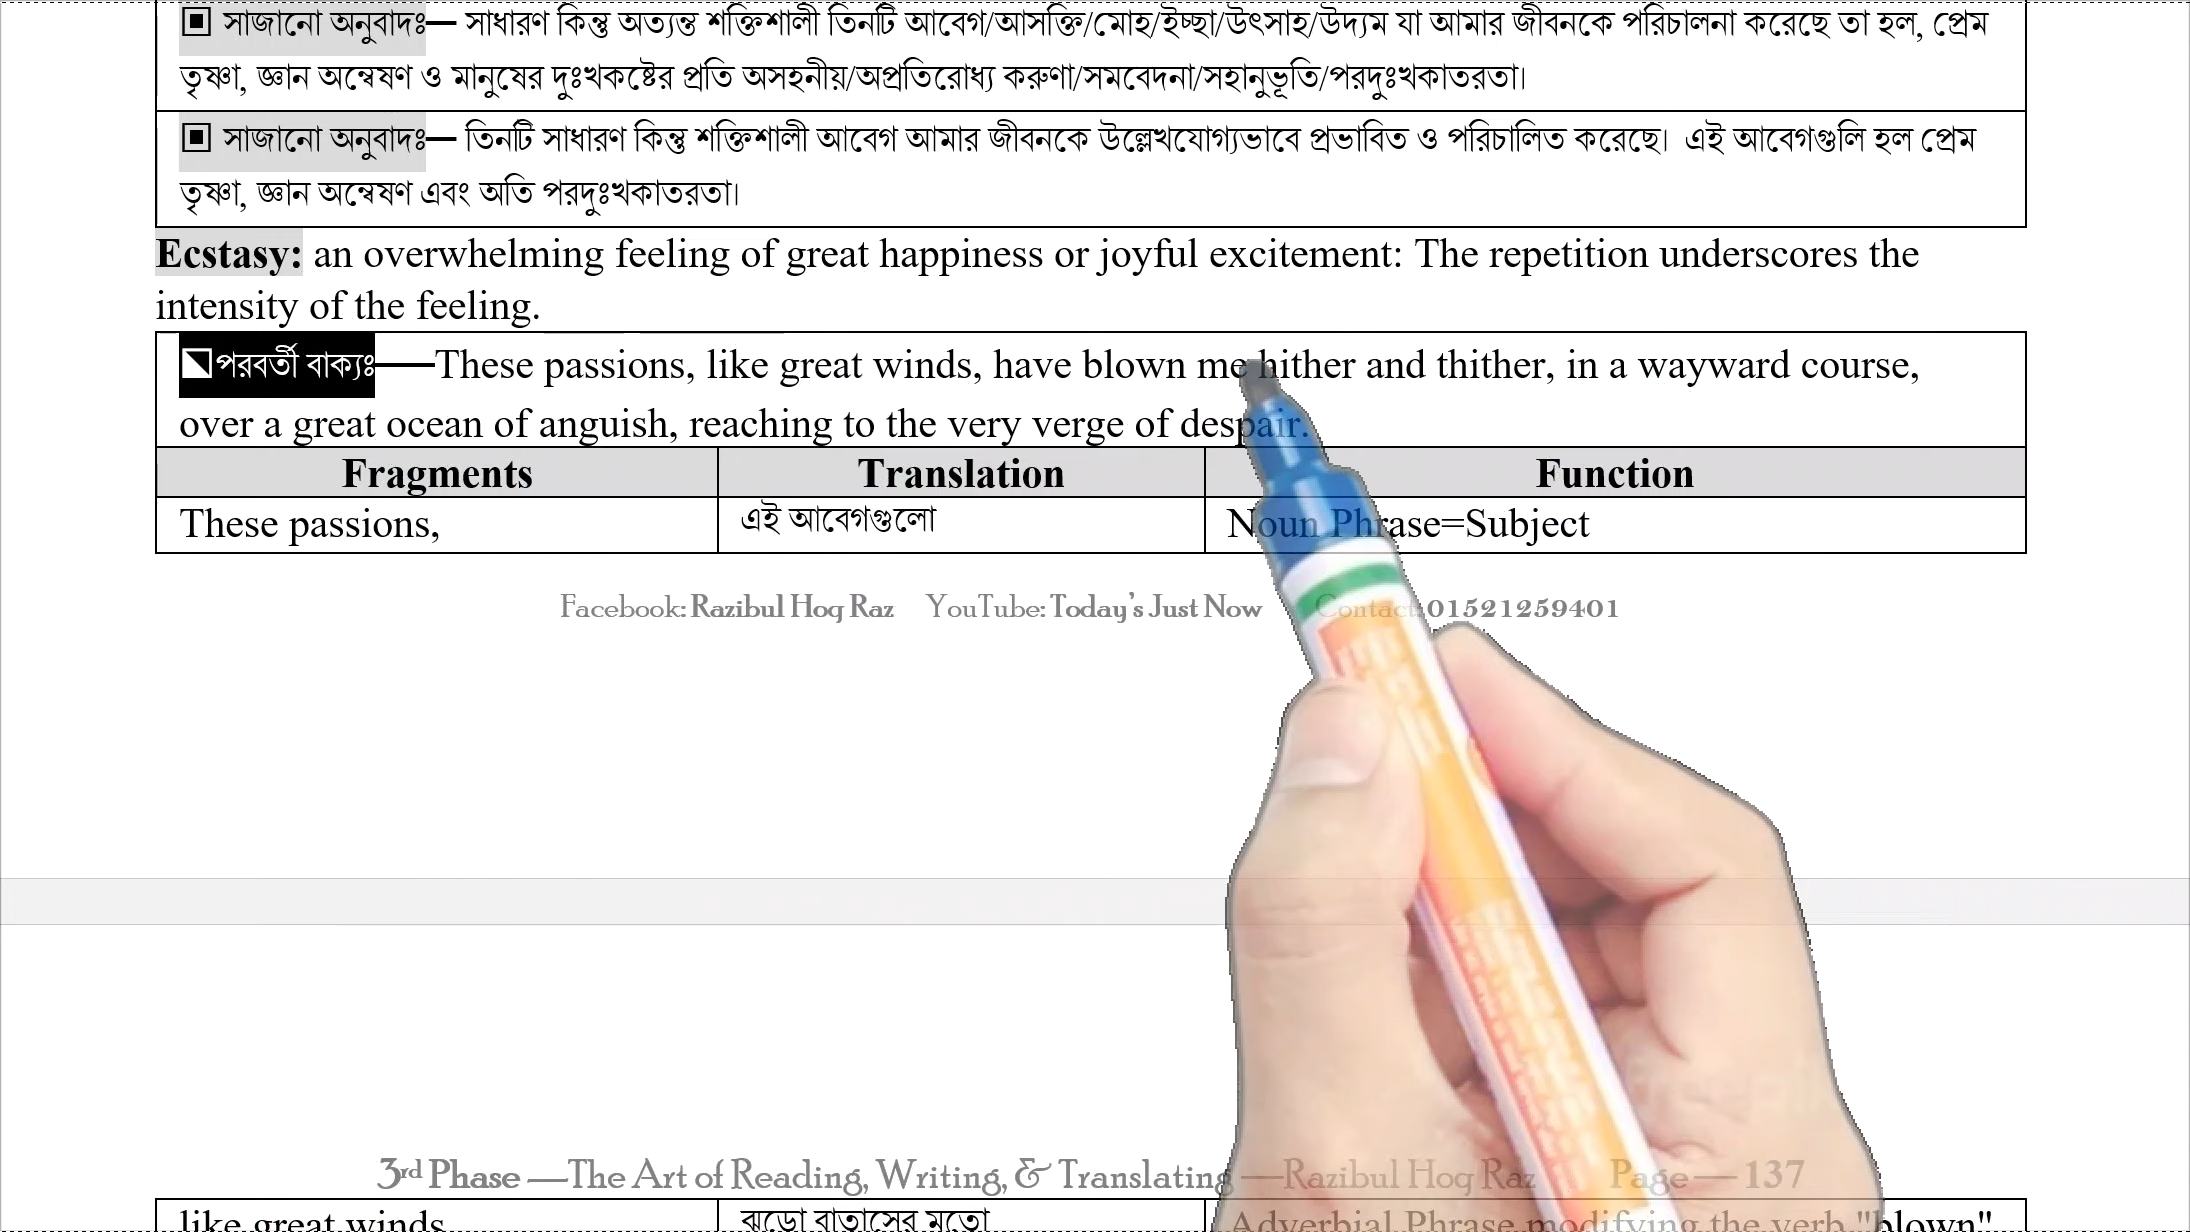 ▣ সাজানো অনুবাদঃ— সাধারণ কিন্তু অত্যন্ত শক্তিশালী তিনটি আবেগ/আসক্তি/মোহ/ইচ্ছা/উৎসাহ/উদ্যম যা আমার জীবনকে পরিচালনা করেছে তা হল, প্রেম
তৃষ্ণা, জ্ঞান অন্বেষণ ও মানুষের দুঃখকষ্টের প্রতি অসহনীয়/অপ্রতিরোধ্য করুণা/সমবেদনা/সহানুভূতি/পরদুঃখকাতরতা।
▣ সাজানো অনুবাদঃ— তিনটি সাধারণ কিন্তু শক্তিশালী আবেগ আমার জীবনকে উল্লেখযোগ্যভাবে প্রভাবিত ও পরিচালিত করেছে। এই আবেগগুলি হল প্রেম
তৃষ্ণা, জ্ঞান অন্বেষণ এবং অতি পরদুঃখকাতরতা।
Ecstasy: an overwhelming feeling of great happiness or joyful excitement: The repetition underscores the
intensity of the feeling.
পরবর্তী বাক্যঃ—These passions, like great winds, have blown me hither and thither, in a wayward course,
over a great ocean of anguish, reaching to the very verge of despair.
Fragments Translation Function
These passions, এই আবেগগুলো Noun Phrase=Subject
Facebook: Razibul Hoq Raz YouTube: Today's Just Now Contact: 01521259401
3rd Phase —The Art of Reading, Writing, & Translating —Razibul Hoq Raz Page— 137
like great winds ঝড়ো বাতাসের মতো Adverbial Phrase modifying the verb "blown"